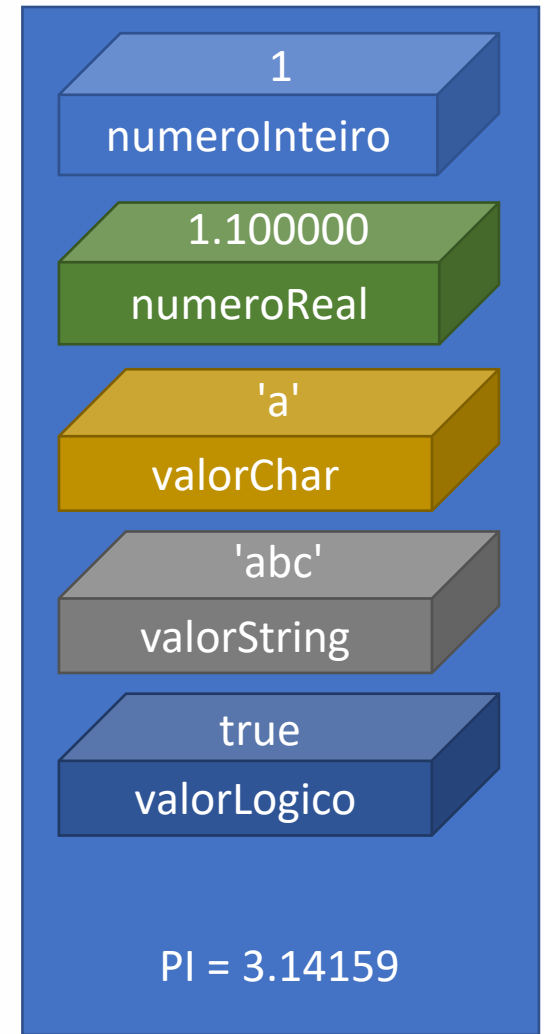 1
numeroInteiro
1.100000
numeroReal
'a'
valorChar
'abc'
valorString
true
valorLogico
PI = 3.14159